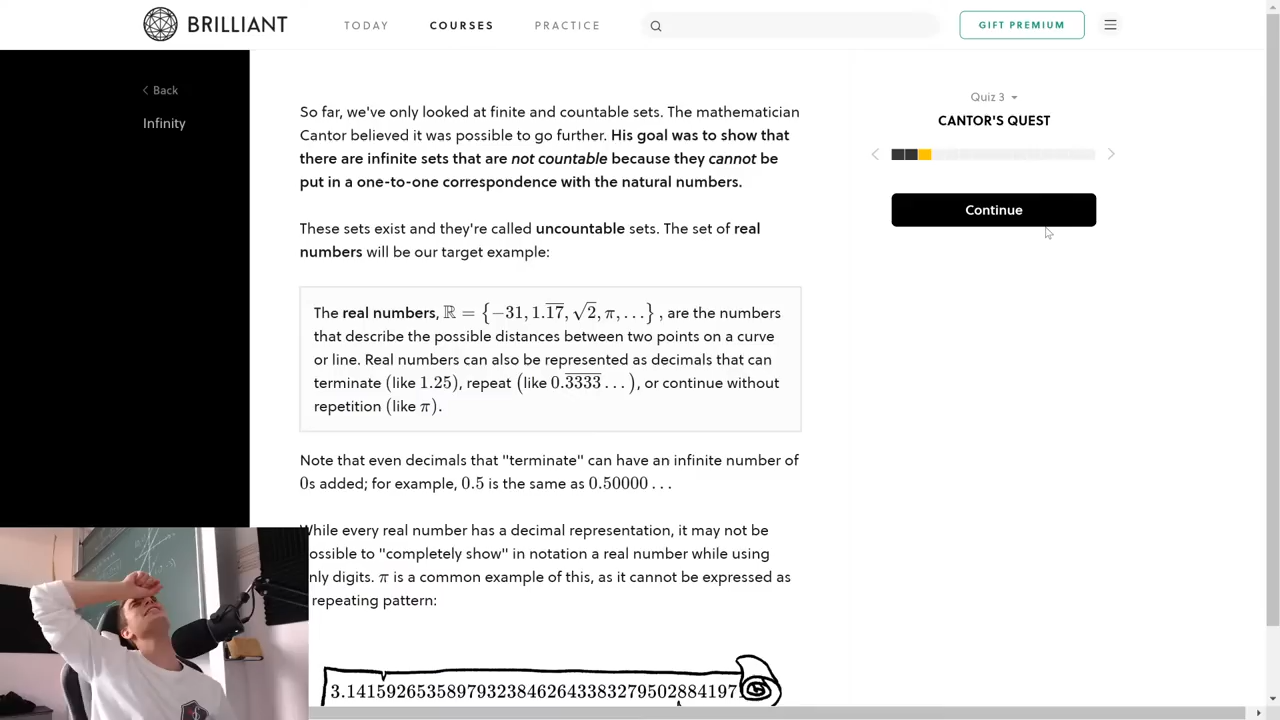 BRILLIANT
TODAY
COURSES
PRACTICE
GIFT PREMIUM
Back
Infinity
So far, we've only looked at finite and countable sets. The mathematician
Cantor believed it was possible to go further. His goal was to show that
there are infinite sets that are not countable because they cannot be
put in a one-to-one correspondence with the natural numbers.
These sets exist and they're called uncountable sets. The set of real
numbers will be our target example:
The real numbers, ℝ = {−31, 1.1̅7̅, √2, π, …}, are the numbers
that describe the possible distances between two points on a curve
or line. Real numbers can also be represented as decimals that can
terminate (like 1.25), repeat (like 0.3̅3̅3̅3̅…), or continue without
repetition (like π).
Note that even decimals that "terminate" can have an infinite number of
0s added; for example, 0.5 is the same as 0.50000…
While every real number has a decimal representation, it may not be
ossible to "completely show" in notation a real number while using
nly digits. π is a common example of this, as it cannot be expressed as
repeating pattern:
3.141592653589793238462643383279502884197
Quiz 3
CANTOR'S QUEST
Continue